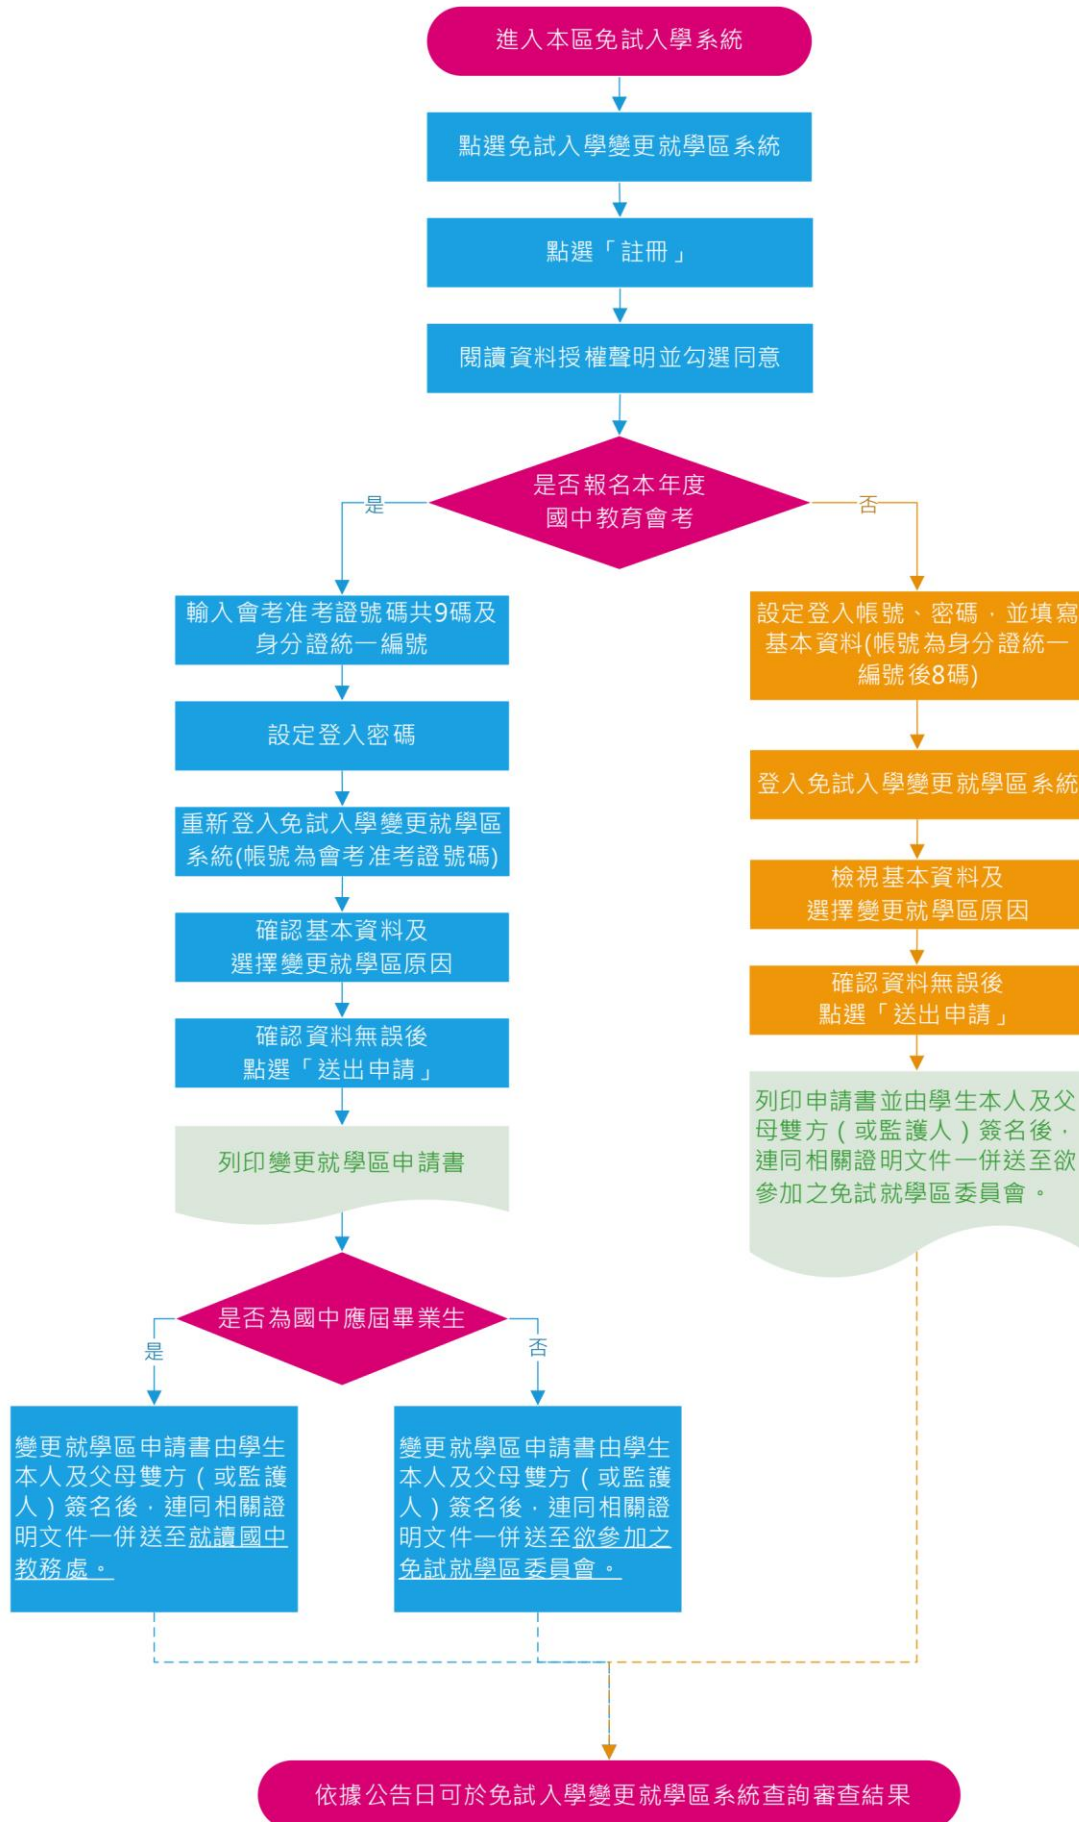 進入本區免試入學系統
點選免試入學變更就學區系統
點選「註冊」
閱讀資料授權聲明並勾選同意
是否報名本年度
國中教育會考
是
否
輸入會考准考證號碼共9碼及
身分證統一編號
設定登入密碼
重新登入免試入學變更就學區
系統(帳號為會考准考證號碼)
確認基本資料及
選擇變更就學區原因
確認資料無誤後
點選「送出申請」
列印變更就學區申請書
設定登入帳號、密碼，並填寫
基本資料(帳號為身分證統一
編號後8碼)
登入免試入學變更就學區系統
檢視基本資料及
選擇變更就學區原因
確認資料無誤後
點選「送出申請」
列印申請書並由學生本人及父
母雙方（或監護人）簽名後，
連同相關證明文件一併送至欲
參加之免試就學區委員會。
是否為國中應屆畢業生
是
否
變更就學區申請書由學生
本人及父母雙方（或監護
人）簽名後，連同相關證
明文件一併送至就讀國中
教務處。
變更就學區申請書由學生
本人及父母雙方（或監護
人）簽名後，連同相關證
明文件一併送至欲參加之
免試就學區委員會。
依據公告日可於免試入學變更就學區系統查詢審查結果